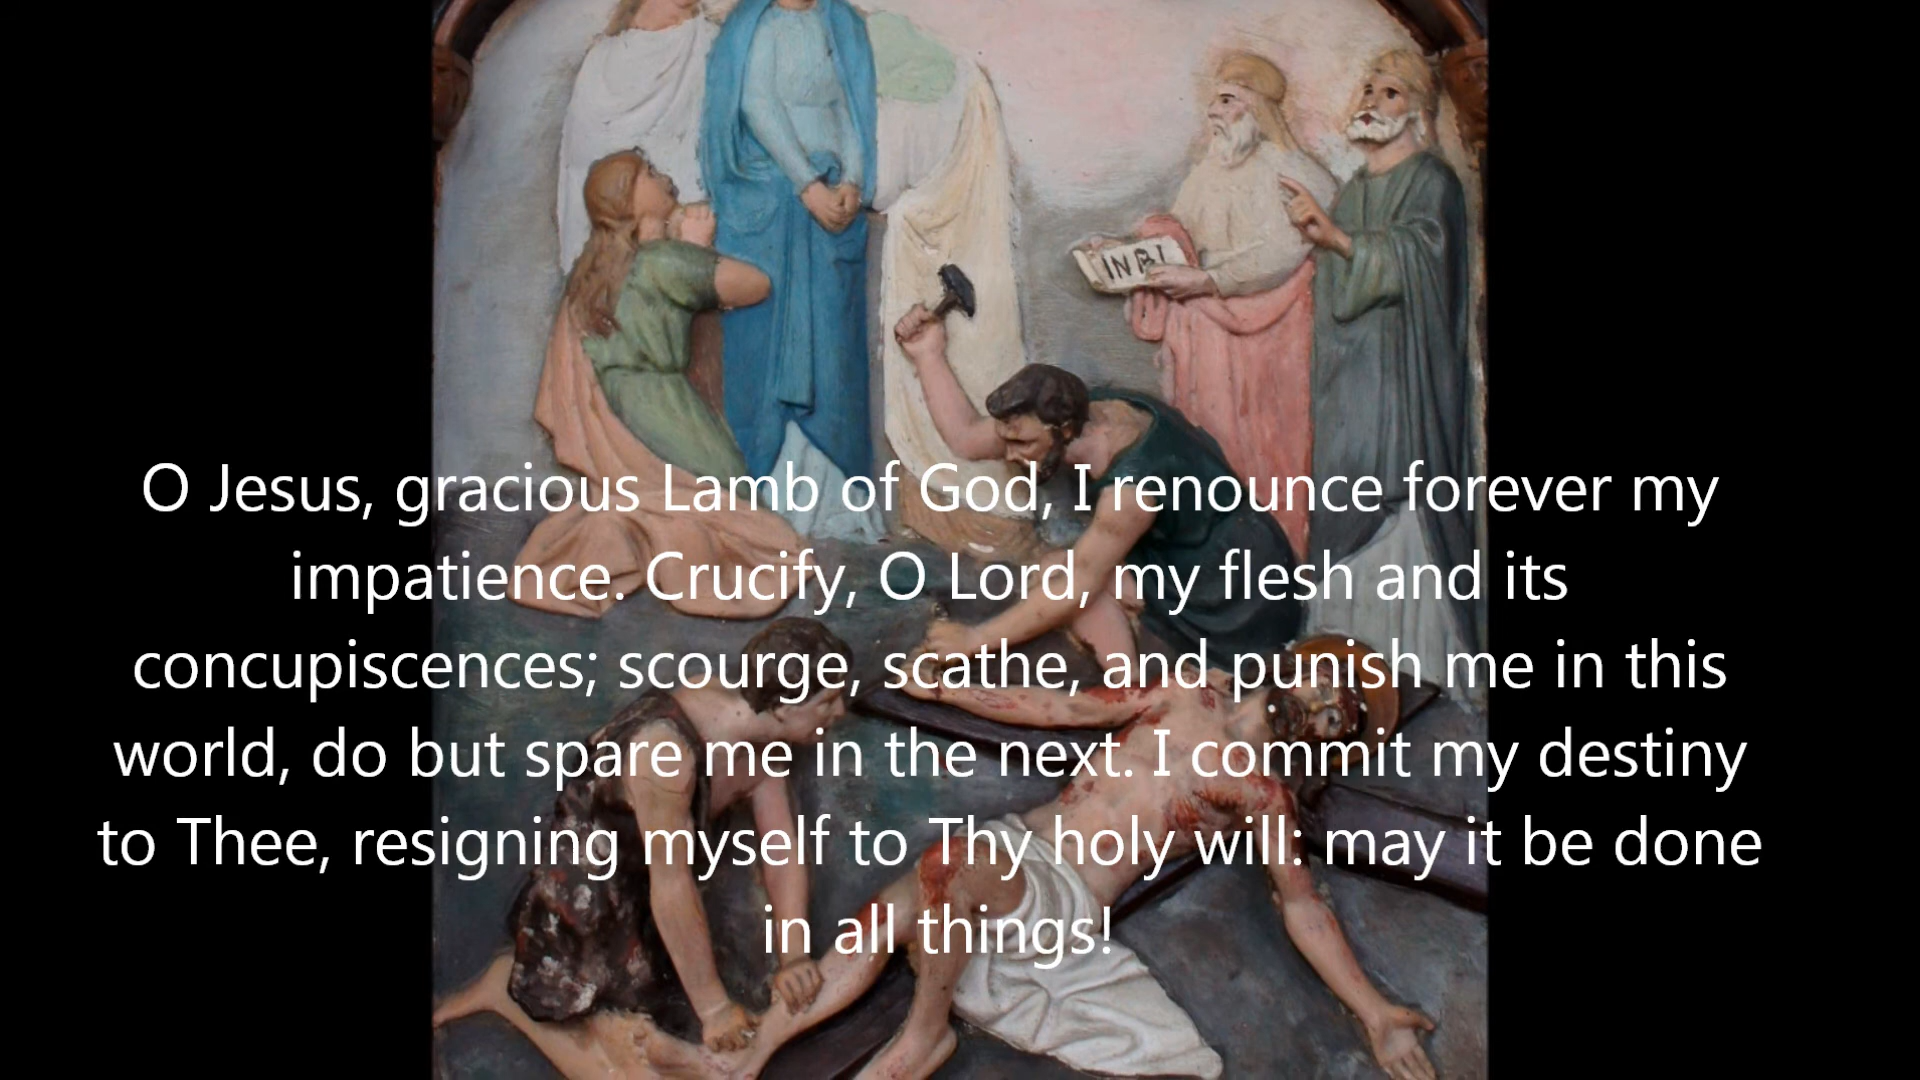 INRI
O Jesus, gracious Lamb of God, I renounce forever my
impatience. Crucify, O Lord, my flesh and its
concupiscences; scourge, scathe, and punish me in this
world, do but spare me in the next. I commit my destiny
to Thee, resigning myself to Thy holy will: may it be done
in all things!